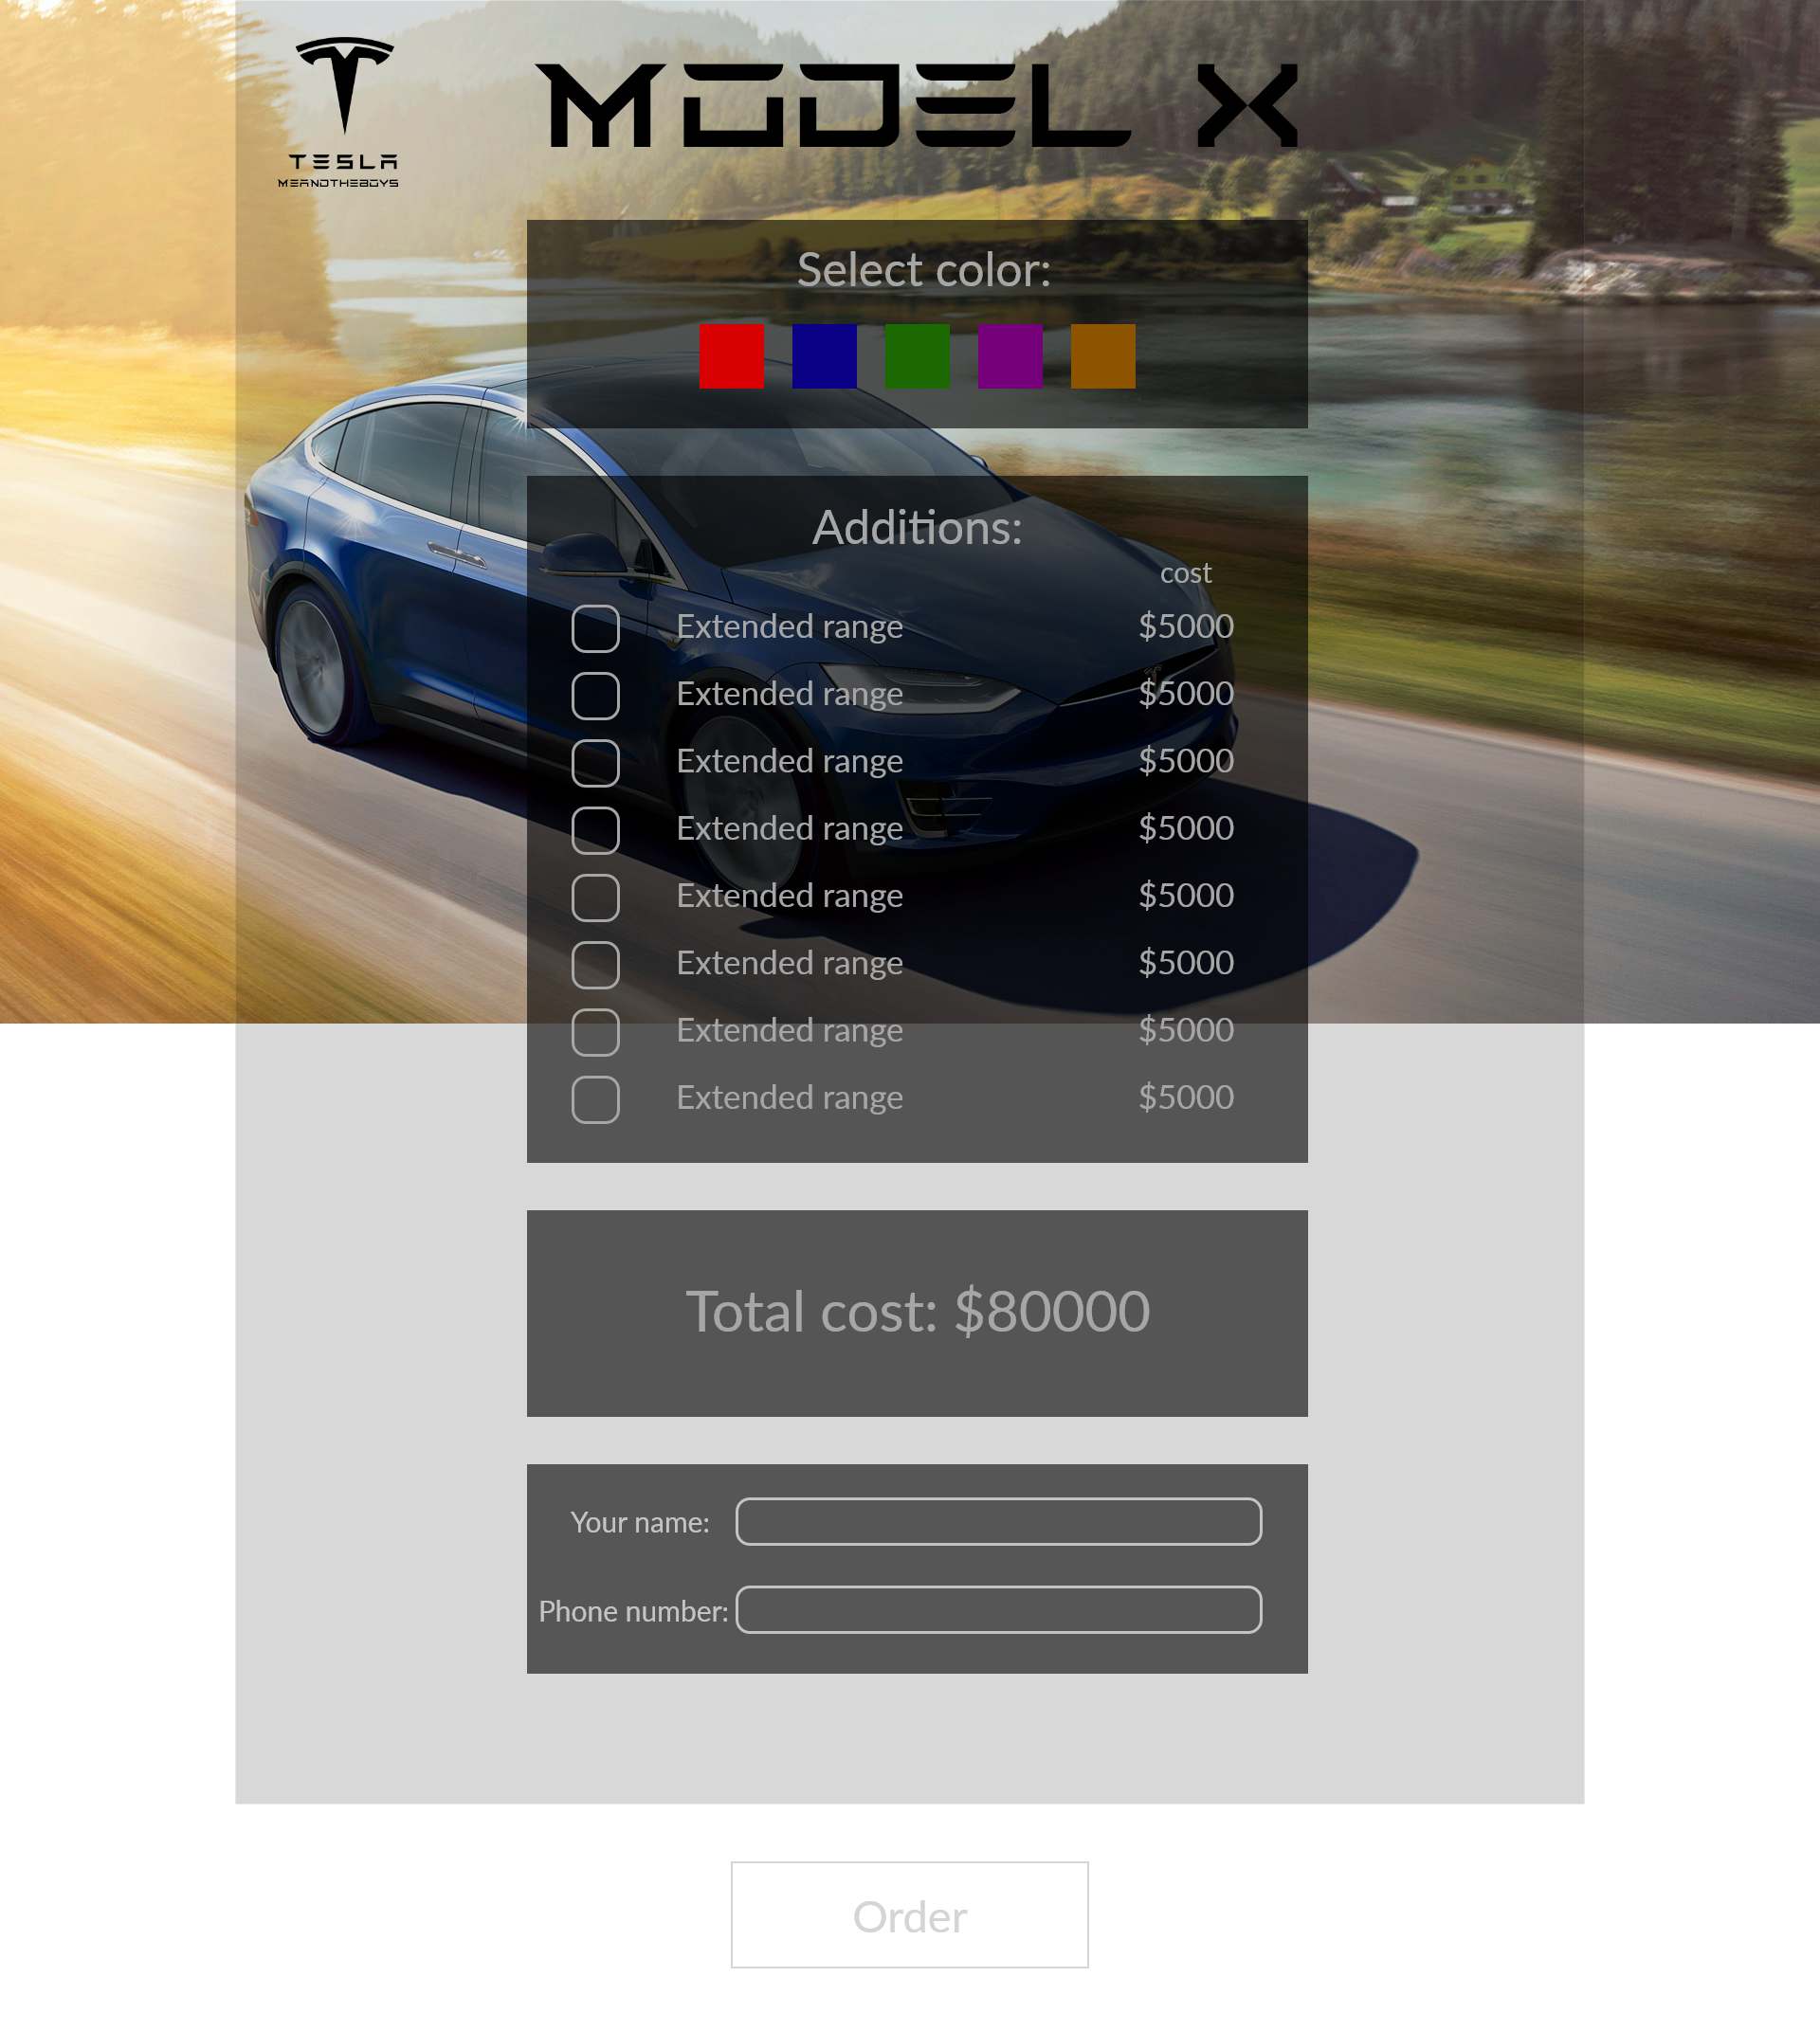 MODEL X
TESLA
MEANDTHEBOYS
Select color:
Additions:
cost
Extended range $5000
Extended range $5000
Extended range $5000
Extended range $5000
Extended range $5000
Extended range $5000
Extended range $5000
Extended range $5000
Total cost: $80000
Your name:
Phone number:
Order